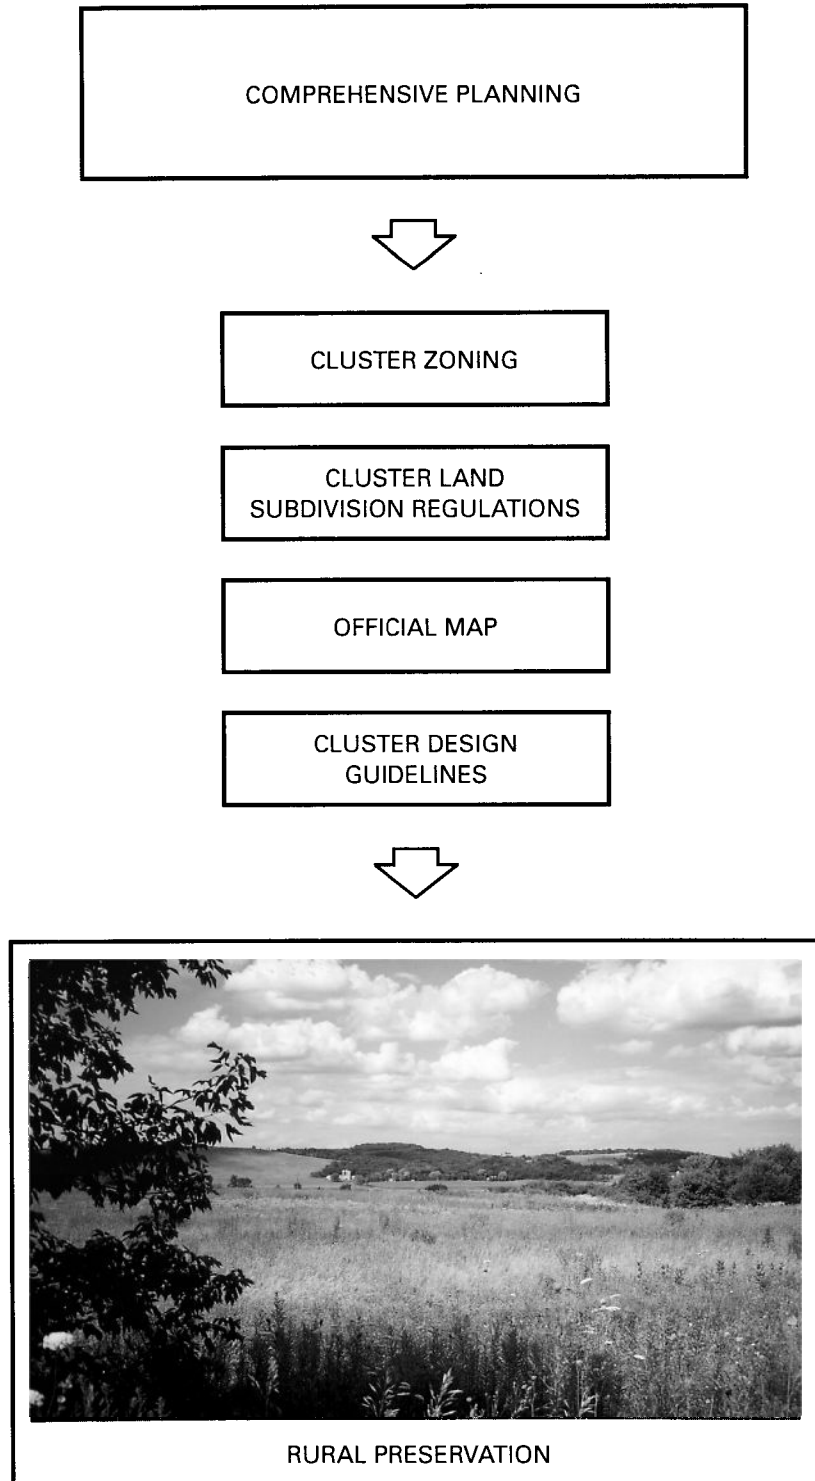 COMPREHENSIVE PLANNING
CLUSTER ZONING
CLUSTER LAND
SUBDIVISION REGULATIONS
OFFICIAL MAP
CLUSTER DESIGN
GUIDELINES
RURAL PRESERVATION